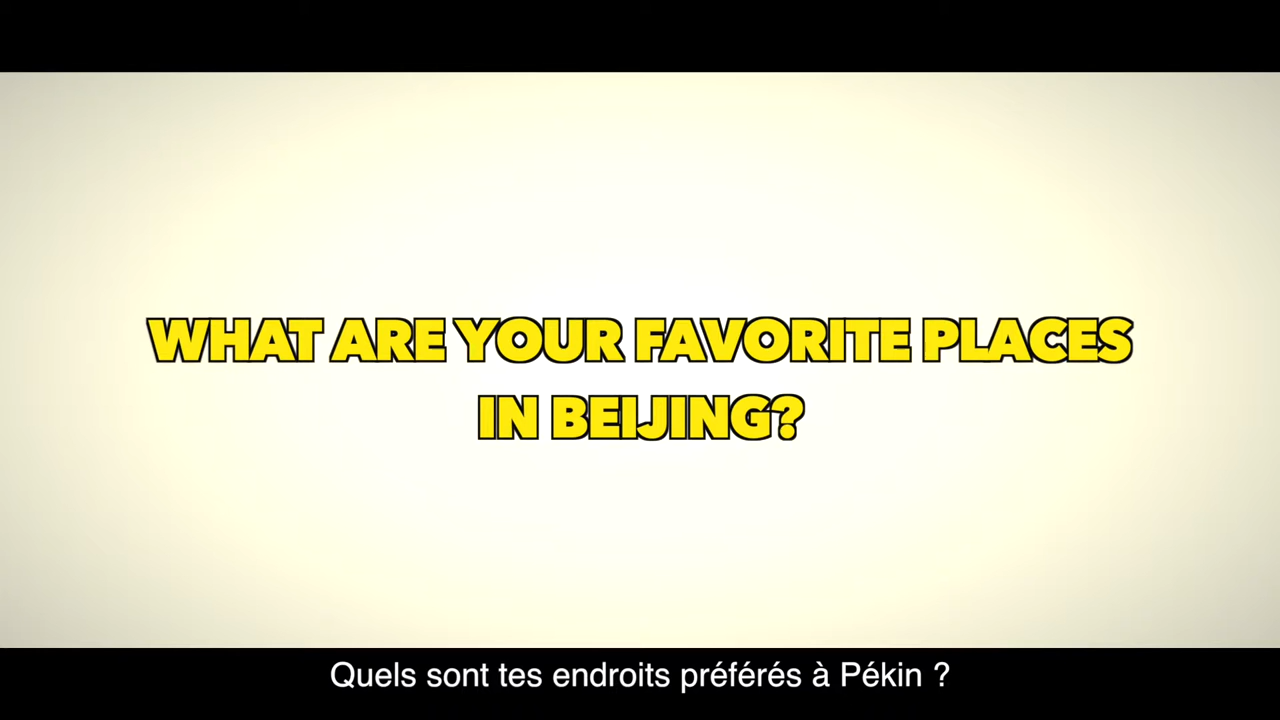 WHAT ARE YOUR FAVORITE PLACES
IN BEIJING?
Quels sont tes endroits préférés à Pékin ?